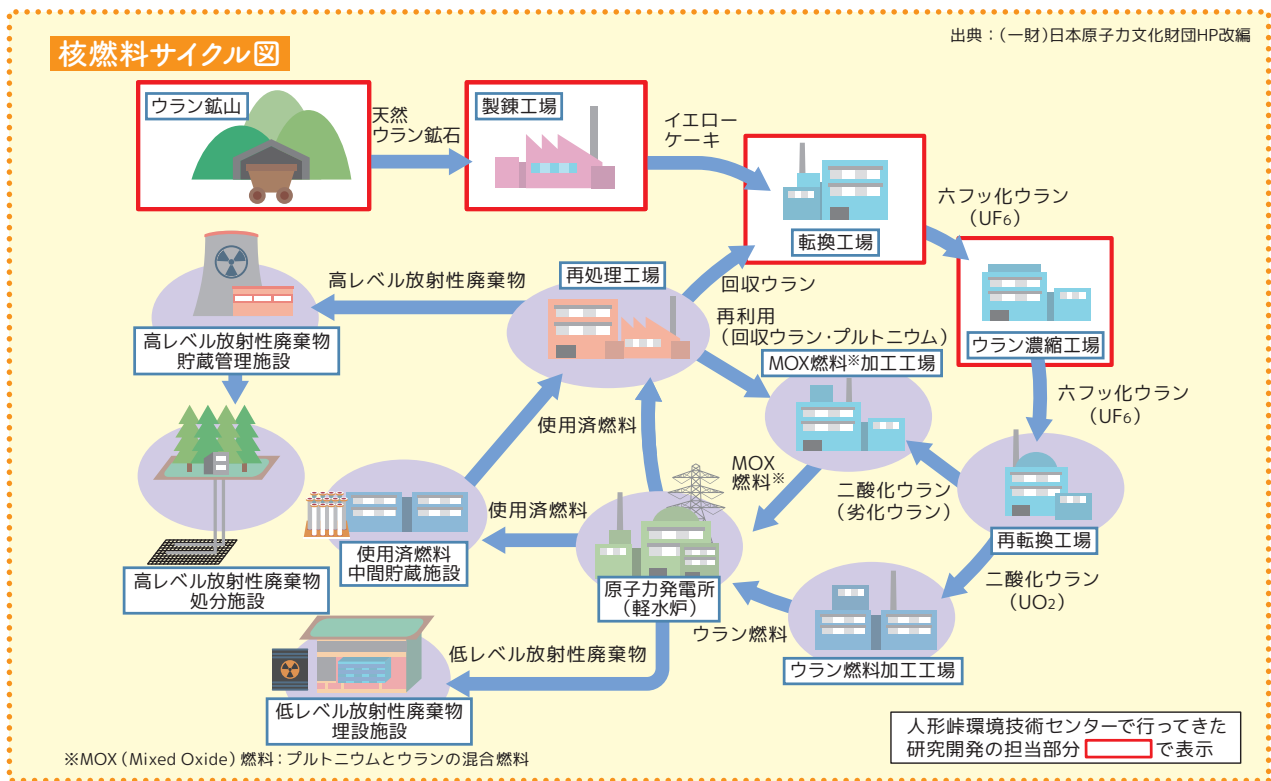 出典：(一財)日本原子力文化財団HP改編
核燃料サイクル図
ウラン鉱山
天然
ウラン鉱石
製錬工場
イエロー
ケーキ
転換工場
六フッ化ウラン
（UF6）
ウラン濃縮工場
回収ウラン
再処理工場
高レベル放射性廃棄物
再利用
（回収ウラン・プルトニウム）
高レベル放射性廃棄物
貯蔵管理施設
MOX燃料※加工工場
六フッ化ウラン
（UF6）
使用済燃料
MOX
燃料※
二酸化ウラン
（劣化ウラン）
再転換工場
使用済燃料
使用済燃料
中間貯蔵施設
高レベル放射性廃棄物
処分施設
原子力発電所
（軽水炉）
二酸化ウラン
（UO2）
ウラン燃料
ウラン燃料加工工場
低レベル放射性廃棄物
低レベル放射性廃棄物
埋設施設
人形峠環境技術センターで行ってきた
研究開発の担当部分 で表示
※MOX（Mixed Oxide）燃料：プルトニウムとウランの混合燃料